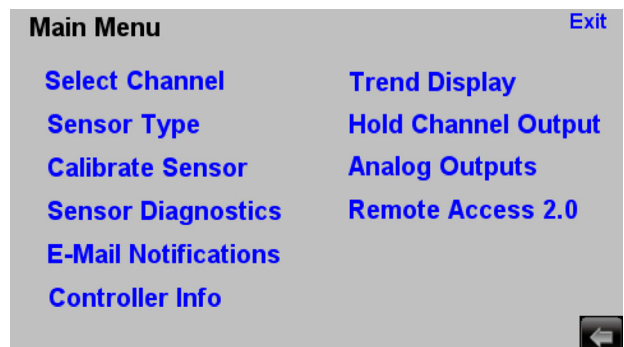 Main Menu
Exit
Select Channel
Sensor Type
Calibrate Sensor
Sensor Diagnostics
E-Mail Notifications
Controller Info
Trend Display
Hold Channel Output
Analog Outputs
Remote Access 2.0